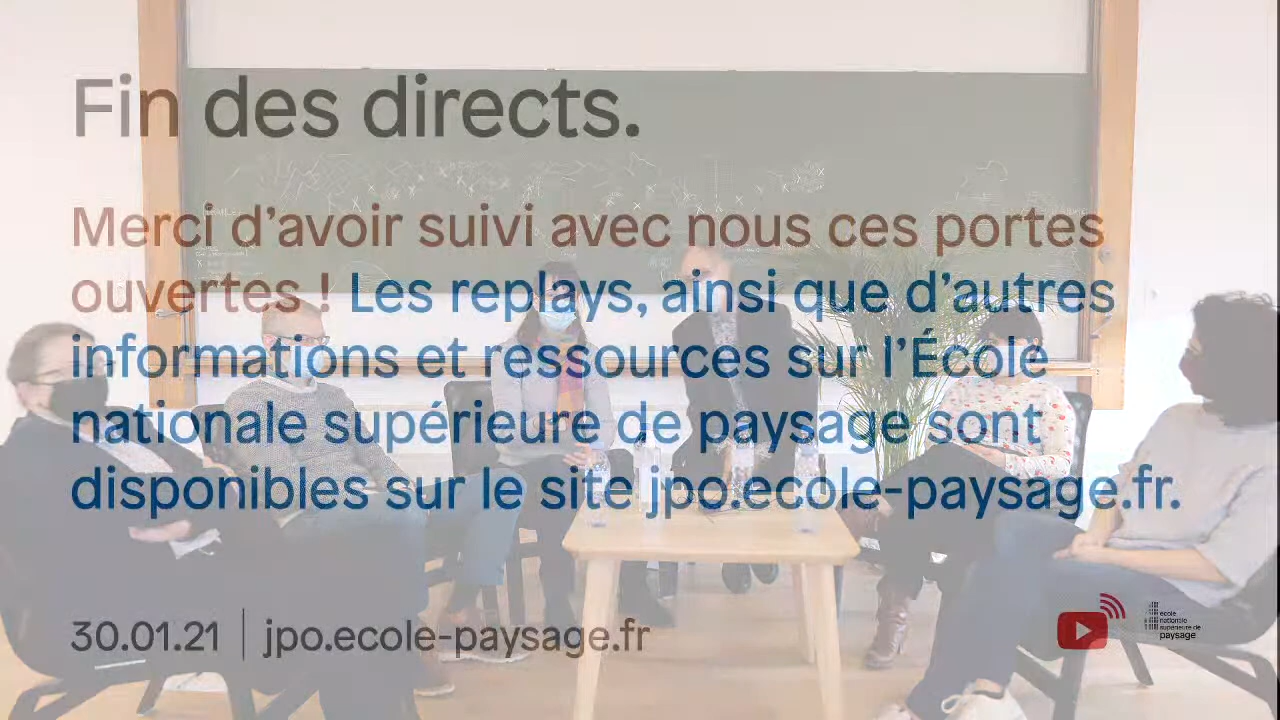 Fin des directs.
Merci d’avoir suivi avec nous ces portes
ouvertes ! Les replays, ainsi que d’autres
informations et ressources sur l’École
nationale supérieure de paysage sont
disponibles sur le site jpo.ecole-paysage.fr.
30.01.21 | jpo.ecole-paysage.fr
école
nationale
supérieure de
paysage